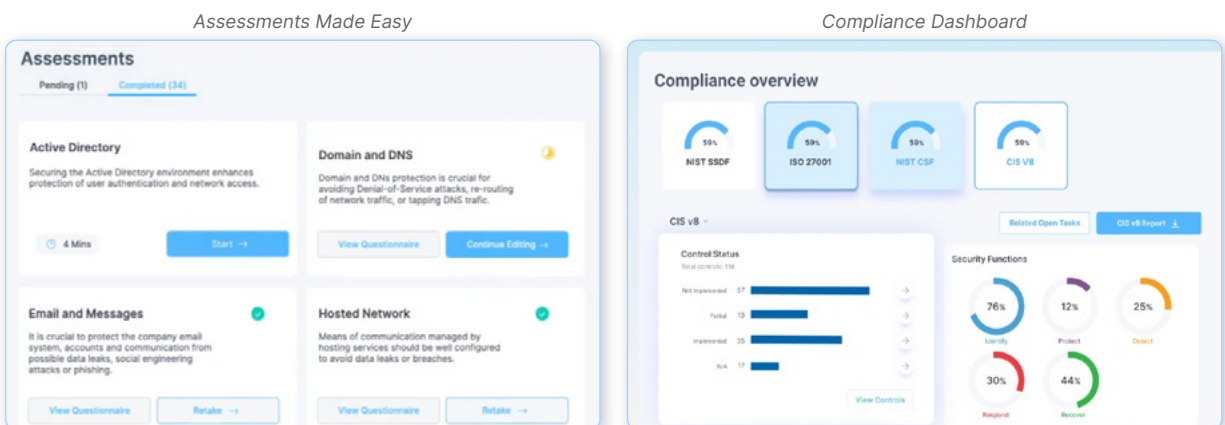 Assessments Made Easy
Assessments
Pending (1) Completed (34)
Active Directory
Securing the Active Directory environment enhances
protection of user authentication and network access.
4 Mins
Start →
Domain and DNS
Domain and DNs protection is crucial for
avoiding Denial-of-Service attacks, re-routing
of network traffic, or tapping DNS trafic.
View Questionnaire
Continue Editing →
Email and Messages
It is crucial to protect the company email
system, accounts and communication from
possible data leaks, social engineering
attacks or phishing.
View Questionnaire
Retake →
Hosted Network
Means of communication managed by
hosting services should be well configured
to avoid data leaks or breaches.
View Questionnaire
Retake →
Compliance Dashboard
Compliance overview
59%
NIST SSDF
59%
ISO 27001
59%
NIST CSF
59%
CIS V8
CIS v8
Related Open Tasks
CIS v8 Report
Control Status
Total controls:
Not Implemented 57
Partial
Implemented
N/A 17
View Controls
Security Functions
76%
Identify
12%
Protect
25%
Detect
30%
Respond
44%
Recover